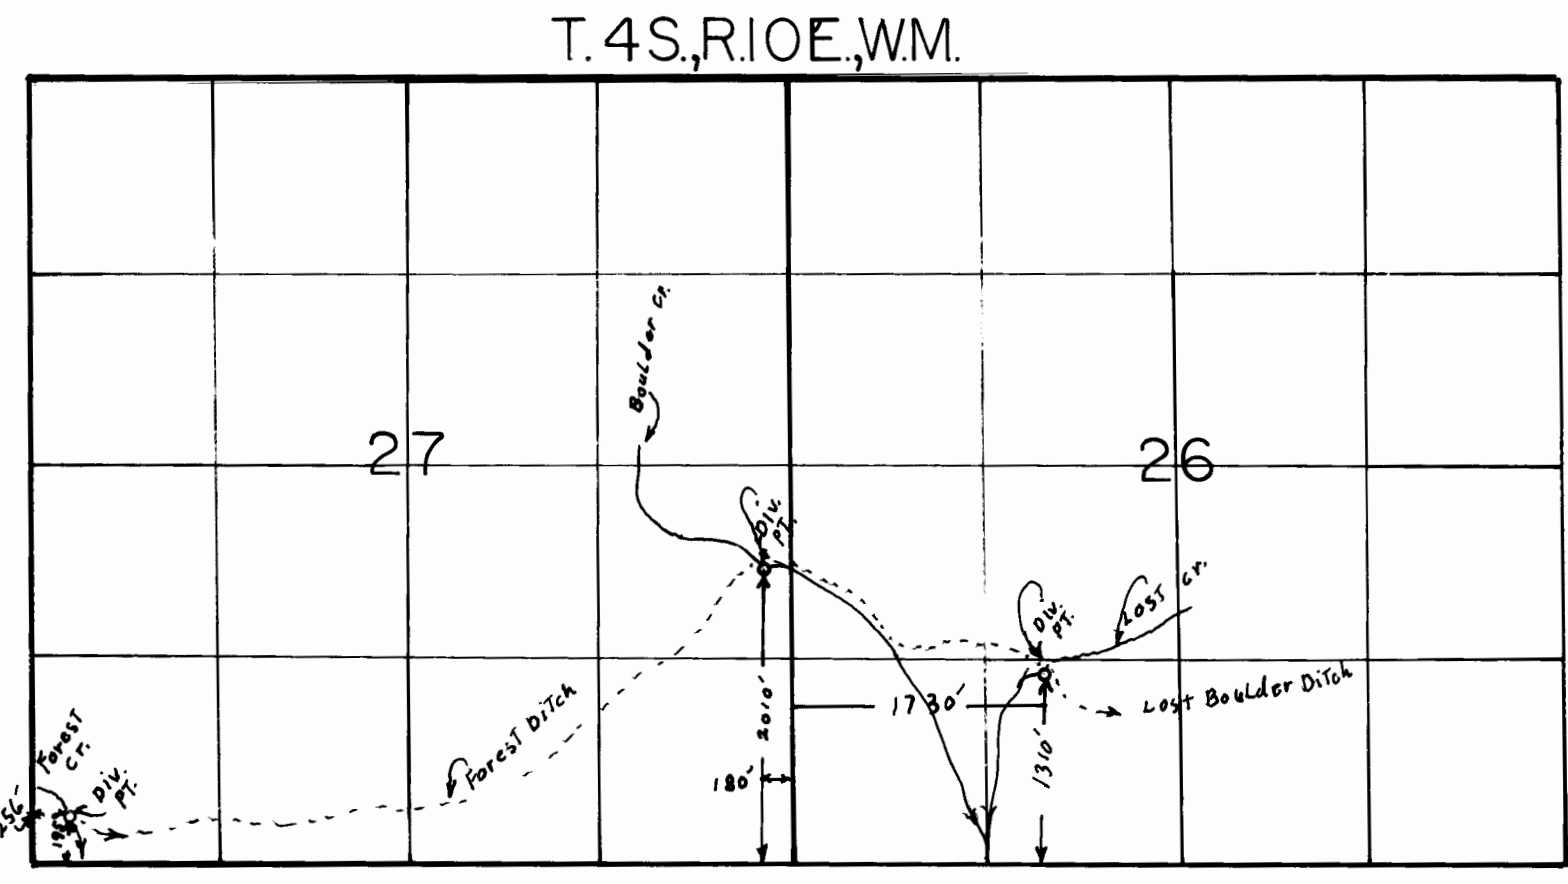 T. 4 S., R.10 E., W.M.
Boulder Cr.
27
26
Div.
PT.
Lost Cr.
Div.
PT.
Lost Boulder Ditch
1730'
2010'
1310'
180'
Forest Ditch
Forest
Cr.
Div.
PT.